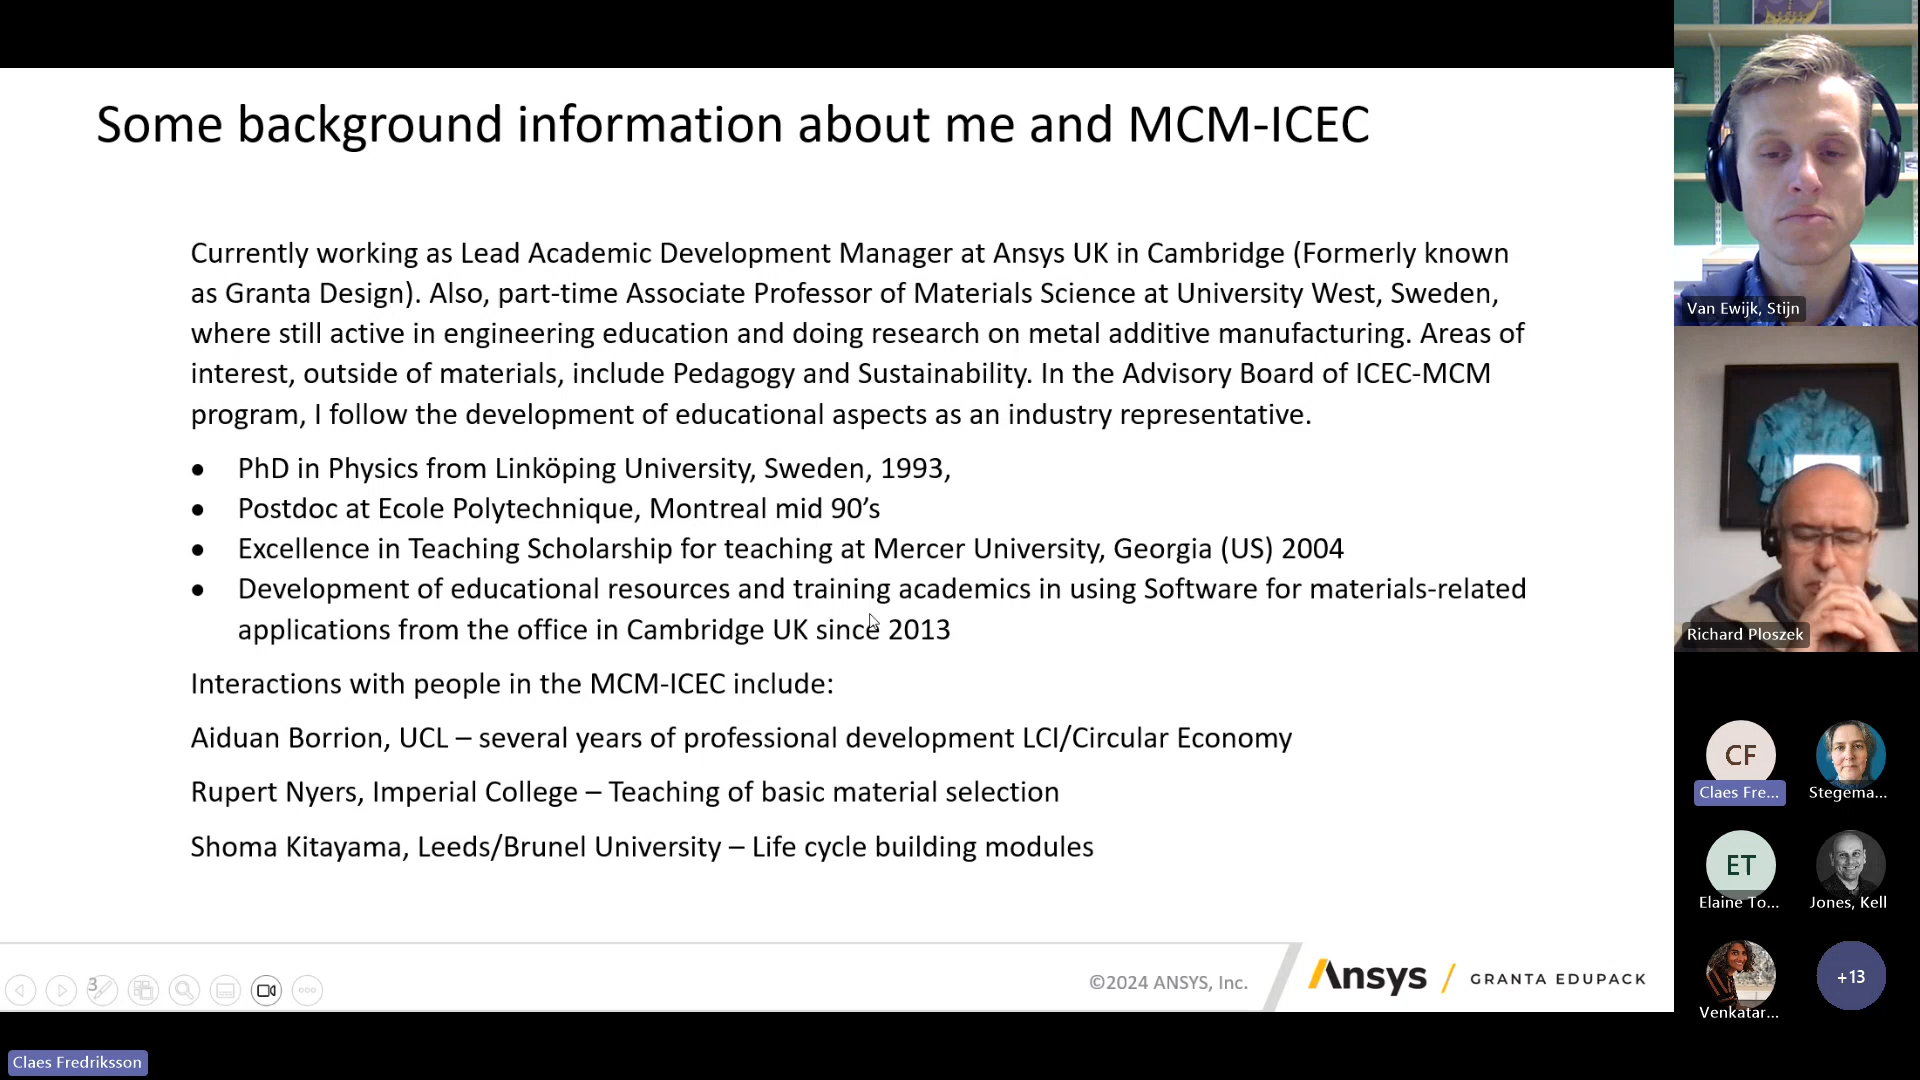 Some background information about me and MCM-ICEC
Currently working as Lead Academic Development Manager at Ansys UK in Cambridge (Formerly known
as Granta Design). Also, part-time Associate Professor of Materials Science at University West, Sweden,
where still active in engineering education and doing research on metal additive manufacturing. Areas of
interest, outside of materials, include Pedagogy and Sustainability. In the Advisory Board of ICEC-MCM
program, I follow the development of educational aspects as an industry representative.
● PhD in Physics from Linköping University, Sweden, 1993,
● Postdoc at Ecole Polytechnique, Montreal mid 90’s
● Excellence in Teaching Scholarship for teaching at Mercer University, Georgia (US) 2004
● Development of educational resources and training academics in using Software for materials-related
applications from the office in Cambridge UK since 2013
Interactions with people in the MCM-ICEC include:
Aiduan Borrion, UCL – several years of professional development LCI/Circular Economy
Rupert Nyers, Imperial College – Teaching of basic material selection
Shoma Kitayama, Leeds/Brunel University – Life cycle building modules
3
©2024 ANSYS, Inc.
Ansys / GRANTA EDUPACK
Claes Fredriksson
Van Ewijk, Stijn
Richard Ploszek
CF
Claes Fre...
Stegema...
ET
Elaine To...
Jones, Kell
Venkatar...
+13